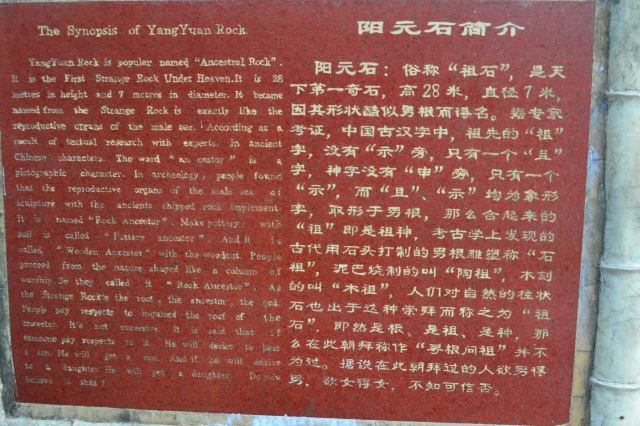 The Synopsis of YangYuan Rock
YangYuan Rock is popular named "Ancestral Rock".
It is the First Strange Rock Under Heaven.It is 28
metres in height and 7 metres in diameter. It became
named from the Strange Rock is exactly like the
reproductive organs of the male sex. According as a
result of textual research with experts. In Ancient
Chinese characters. The word "an cestor" is a
pictographic character. In archeology, people found
that the reproductive organs of the male sex of
sculpture with the ancients chipped rock implement.
It is named "Rock Ancestor". Make pottery with
soil is called "Pottery ancestor". And it is
called "Wooden Ancestor" with the woodcut. People
proceed from the nature shaped like a column of
worship. So they called it "Rock Ancestor". As
the Strange Rock's the root, the ancestor, the god.
People pay respects to inquired the roof of the
ancestor. It's not excessive. It is said that if
someone pay respects to it. He will desire to bear
a son. He will get a son. And if he will derive
to a daughter. He will get a daughter. Do you
believe in that?
阳元石简介
阳元石：俗称“祖石”，是天
下第一奇石，高28米，直径7米，
因其形状酷似男根而得名。据专家
考证，中国古汉字中，祖先的“祖”
字，没有“示”旁，只有一个“且”
字，神字没有“申”旁，只有一个
“示”，而“且”、“示”均为象形
字，取形于男根，那么合起来的
“祖”即是祖神，考古学上发现的
古代用石头打制的男根雕塑称“石
祖”，泥巴烧制的叫“陶祖”，木刻
的叫“木祖”，人们对自然的柱状
石也出于这种崇拜而称之为“祖
石”，即然是根、是祖、是神，那
么在此朝拜称作“寻根问祖”并不
为过。据说在此朝拜过的人欲男得
男，欲女得女，不知可信否。